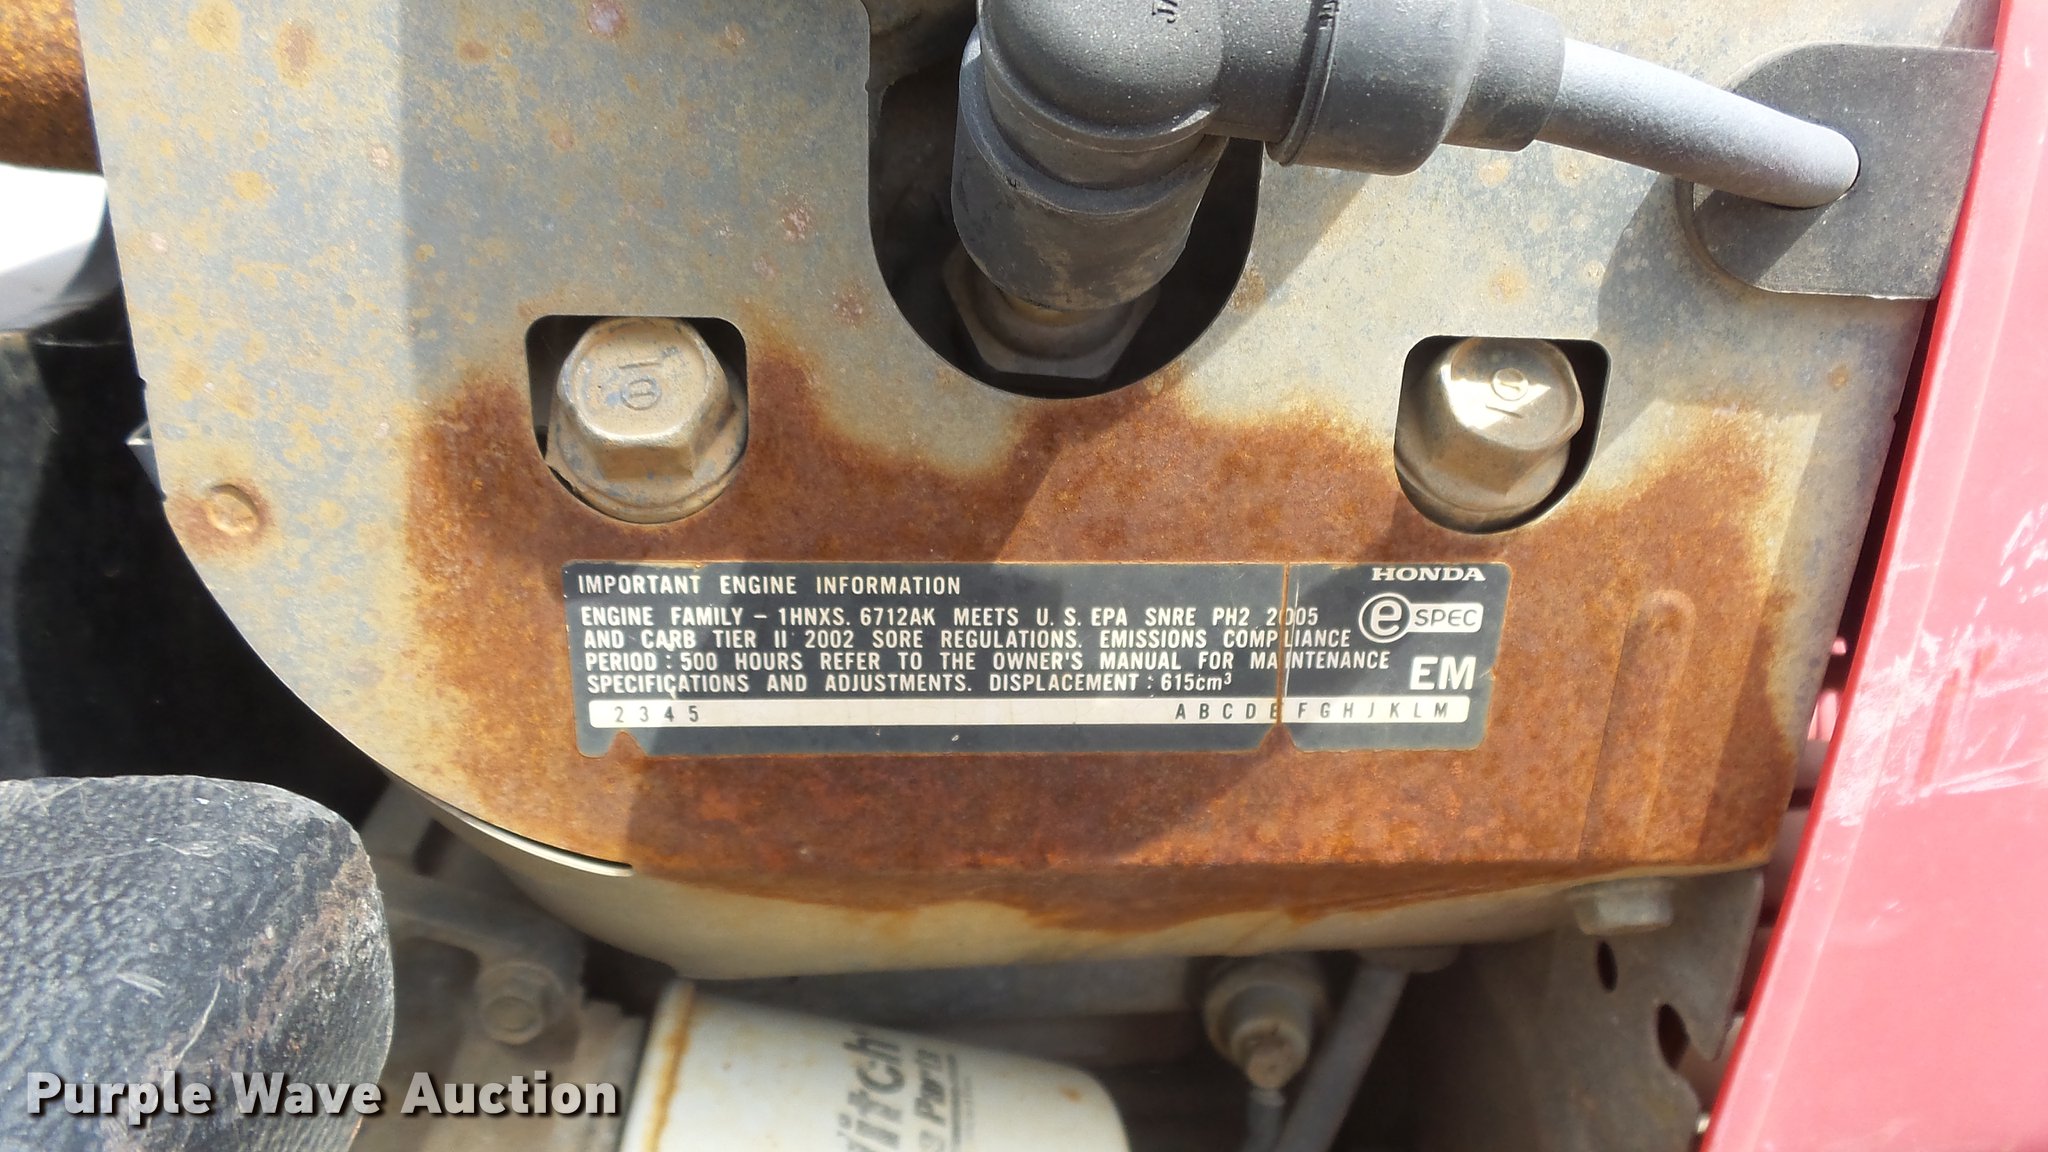 IMPORTANT ENGINE INFORMATION
HONDA
ENGINE FAMILY - 1HNXS. 6712AK MEETS U. S. EPA SNRE PH2 2005
AND CARB TIER II 2002 SORE REGULATIONS. EMISSIONS COMPLIANCE
PERIOD : 500 HOURS REFER TO THE OWNER'S MANUAL FOR MAINTENANCE
SPECIFICATIONS AND ADJUSTMENTS. DISPLACEMENT : 615cm³
e SPEC
EM
2 3 4 5 A B C D E F G H J K L M
Parts
Purple Wave Auction